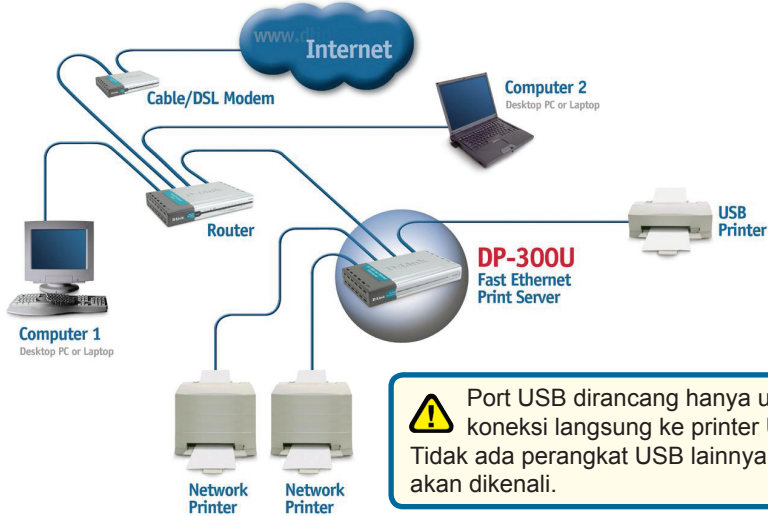 Internet
Cable/DSL Modem
Computer 2
Desktop PC or Laptop
Router
USB
Printer
DP-300U
Fast Ethernet
Print Server
Computer 1
Desktop PC or Laptop
Port USB dirancang hanya
koneksi langsung ke printer
Tidak ada perangkat USB lainnya
akan dikenali.
Network
Printer
Network
Printer